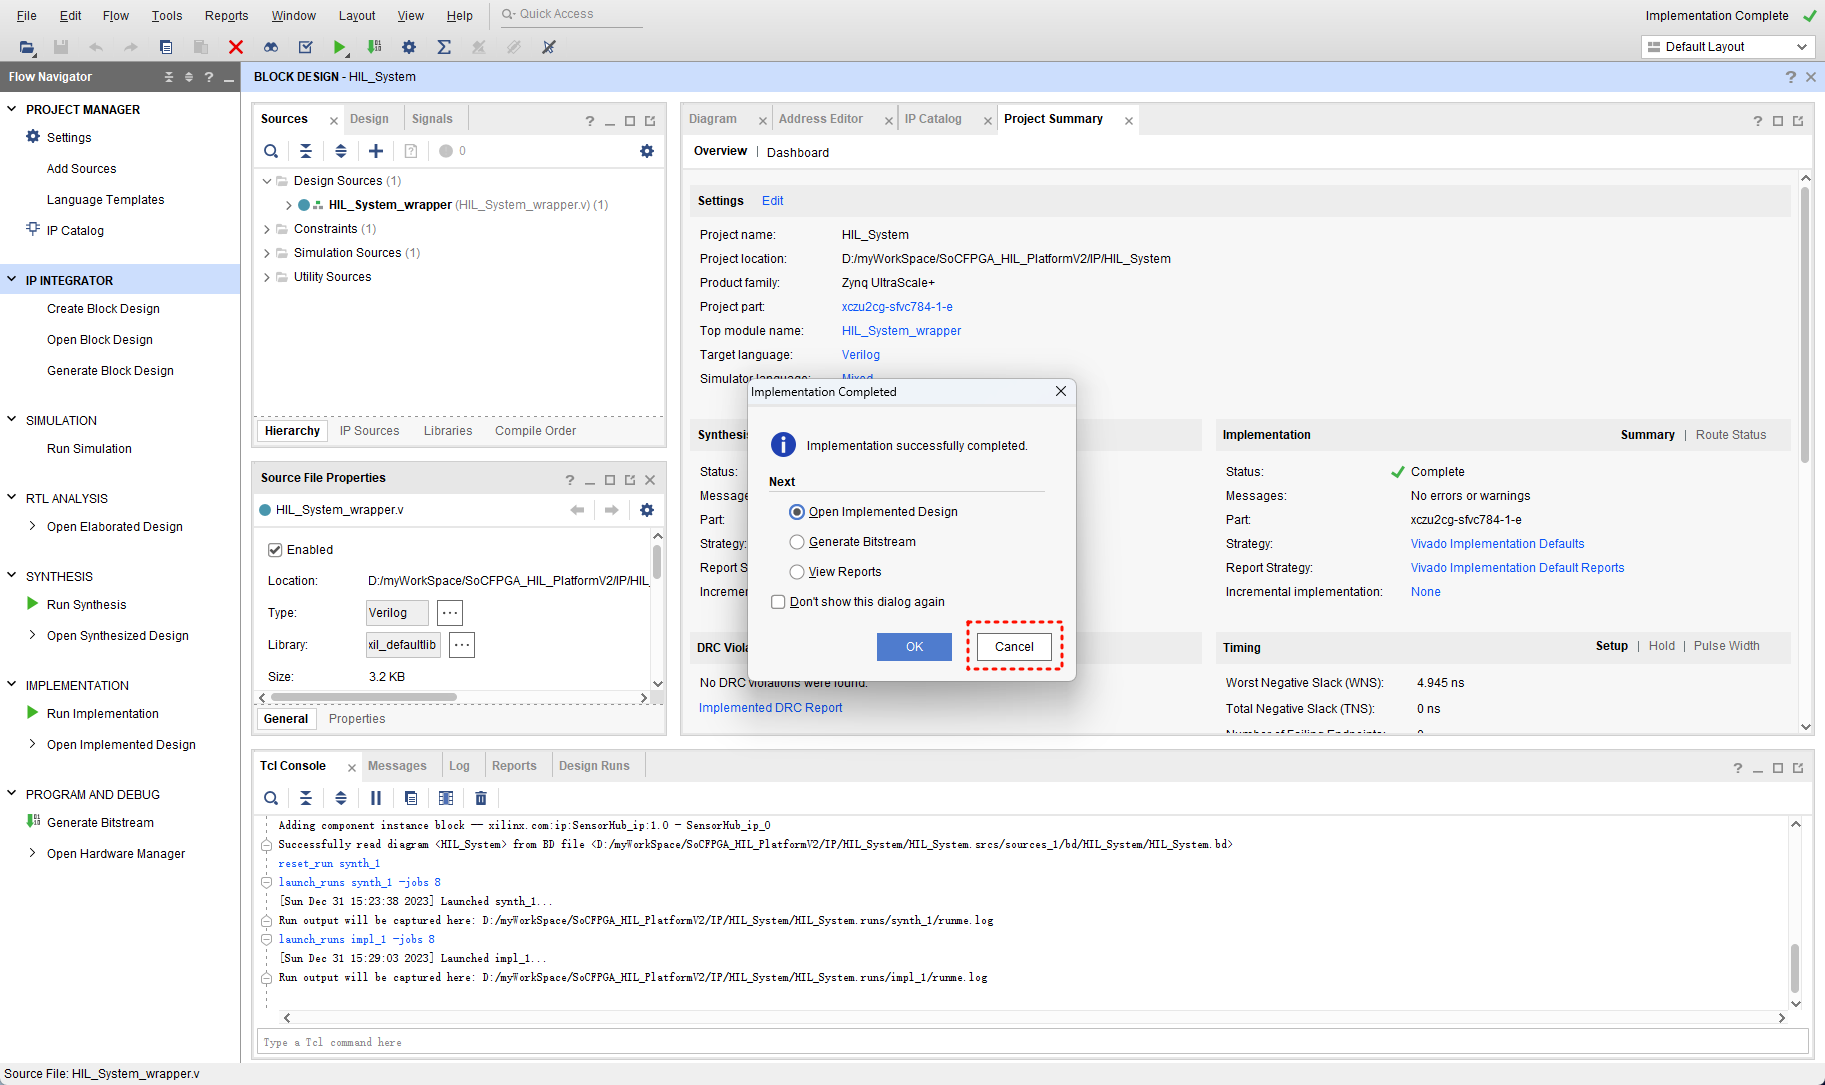 File Edit Flow Tools Reports Window Layout View Help Quick Access
Implementation Complete
Default Layout
Flow Navigator
PROJECT MANAGER
Settings
Add Sources
Language Templates
IP Catalog
IP INTEGRATOR
Create Block Design
Open Block Design
Generate Block Design
SIMULATION
Run Simulation
RTL ANALYSIS
Open Elaborated Design
SYNTHESIS
Run Synthesis
Open Synthesized Design
IMPLEMENTATION
Run Implementation
Open Implemented Design
PROGRAM AND DEBUG
Generate Bitstream
Open Hardware Manager
BLOCK DESIGN - HIL_System
Sources Design Signals
0
Design Sources (1)
HIL_System_wrapper (HIL_System_wrapper.v) (1)
Constraints (1)
Simulation Sources (1)
Utility Sources
Hierarchy IP Sources Libraries Compile Order
Source File Properties
HIL_System_wrapper.v
Enabled
Location: D:/myWorkSpace/SoCFPGA_HIL_PlatformV2/IP/HIL_
Type: Verilog ...
Library: xil_defaultlib ...
Size: 3.2 KB
General Properties
Diagram Address Editor IP Catalog Project Summary
Overview | Dashboard
Settings Edit
Project name: HIL_System
Project location: D:/myWorkSpace/SoCFPGA_HIL_PlatformV2/IP/HIL_System
Product family: Zynq UltraScale+
Project part: xczu2cg-sfvc784-1-e
Top module name: HIL_System_wrapper
Target language: Verilog
Simulator language: Mixed
Synthesis
Status:
Message
Part:
Strategy:
Report S
Incremen
Implementation Summary | Route Status
Status: Complete
Messages: No errors or warnings
Part: xczu2cg-sfvc784-1-e
Strategy: Vivado Implementation Defaults
Report Strategy: Vivado Implementation Default Reports
Incremental implementation: None
DRC Viola
No DRC violations were found.
Implemented DRC Report
Timing Setup | Hold | Pulse Width
Worst Negative Slack (WNS): 4.945 ns
Total Negative Slack (TNS): 0 ns
Number of Failing Endpoints: 0
Implementation Completed
Implementation successfully completed.
Next
Open Implemented Design
Generate Bitstream
View Reports
Don't show this dialog again
OK Cancel
Tcl Console Messages Log Reports Design Runs
Adding component instance block -- xilinx.com:ip:SensorHub_ip:1.0 - SensorHub_ip_0
Successfully read diagram <HIL_System> from BD file <D:/myWorkSpace/SoCFPGA_HIL_PlatformV2/IP/HIL_System/HIL_System.srcs/sources_1/bd/HIL_System/HIL_System.bd>
reset_run synth_1
launch_runs synth_1 -jobs 8
[Sun Dec 31 15:23:38 2023] Launched synth_1...
Run output will be captured here: D:/myWorkSpace/SoCFPGA_HIL_PlatformV2/IP/HIL_System/HIL_System.runs/synth_1/runme.log
launch_runs impl_1 -jobs 8
[Sun Dec 31 15:29:03 2023] Launched impl_1...
Run output will be captured here: D:/myWorkSpace/SoCFPGA_HIL_PlatformV2/IP/HIL_System/HIL_System.runs/impl_1/runme.log
Type a Tcl command here
Source File: HIL_System_wrapper.v